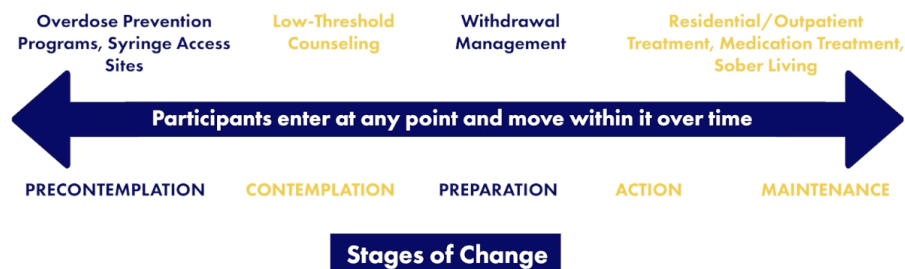 Overdose Prevention
Programs, Syringe Access
Sites
Low-Threshold
Counseling
Withdrawal
Management
Residential/Outpatient
Treatment, Medication Treatment,
Sober Living
Participants enter at any point and move within it over time
PRECONTEMPLATION
CONTEMPLATION
PREPARATION
ACTION
MAINTENANCE
Stages of Change